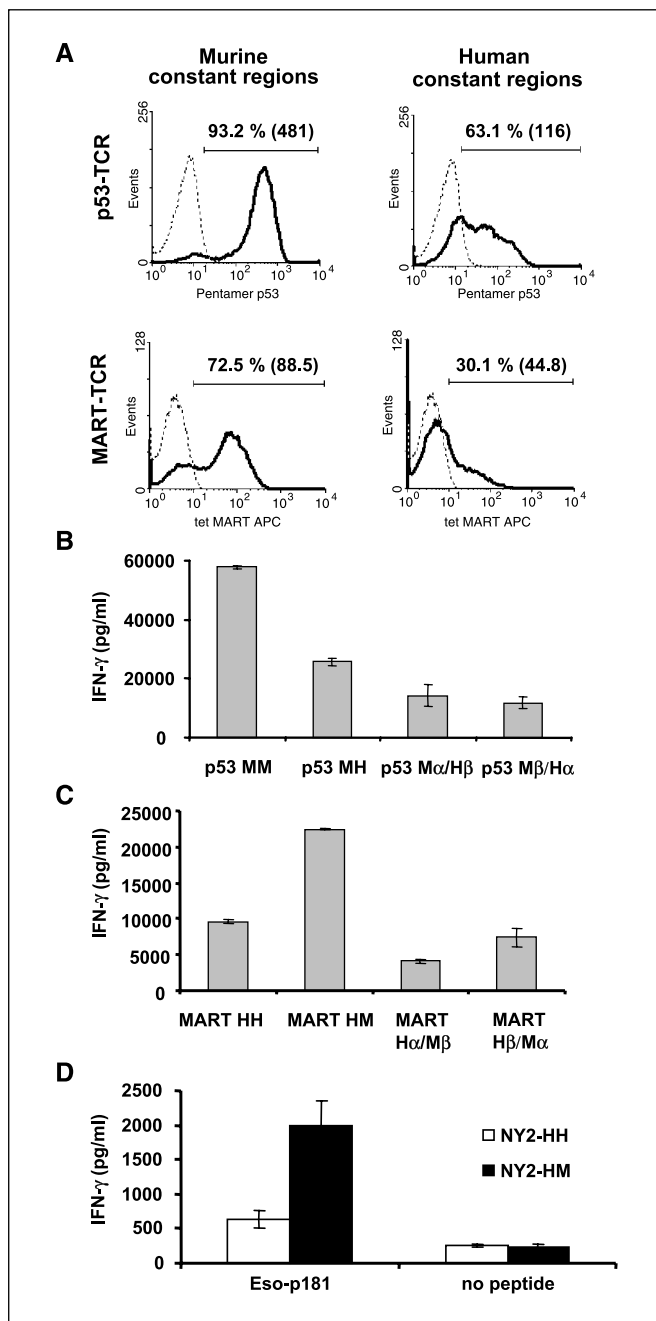 A
Murine
constant regions
Human
constant regions
p53-TCR
256
Events
0
93.2 % (481)
10^0 10^1 10^2 10^3 10^4
Pentamer p53
256
Events
0
63.1 % (116)
10^0 10^1 10^2 10^3 10^4
Pentamer p53
MART-TCR
128
Events
0
72.5 % (88.5)
10^0 10^1 10^2 10^3 10^4
tet MART APC
128
Events
0
30.1 % (44.8)
10^0 10^1 10^2 10^3 10^4
tet MART APC
B
IFN-γ (pg/ml)
60000
40000
20000
0
p53 MM p53 MH p53 Mα/Hβ p53 Mβ/Hα
C
IFN-γ (pg/ml)
25000
20000
15000
10000
5000
0
MART HH MART HM MART Hα/Mβ MART Hβ/Mα
D
IFN-γ (pg/ml)
2500
2000
1500
1000
500
0
NY2-HH
NY2-HM
Eso-p181 no peptide